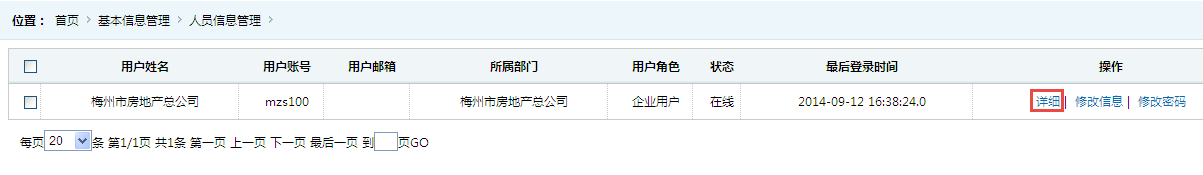 位置： 首页 > 基本信息管理 > 人员信息管理 >
用户姓名 用户账号 用户邮箱 所属部门 用户角色 状态 最后登录时间 操作
梅州市房地产总公司 mzs100 梅州市房地产总公司 企业用户 在线 2014-09-12 16:38:24.0 详细 | 修改信息 | 修改密码
每页 20 条 第1/1页 共1条 第一页 上一页 下一页 最后一页 到 页GO